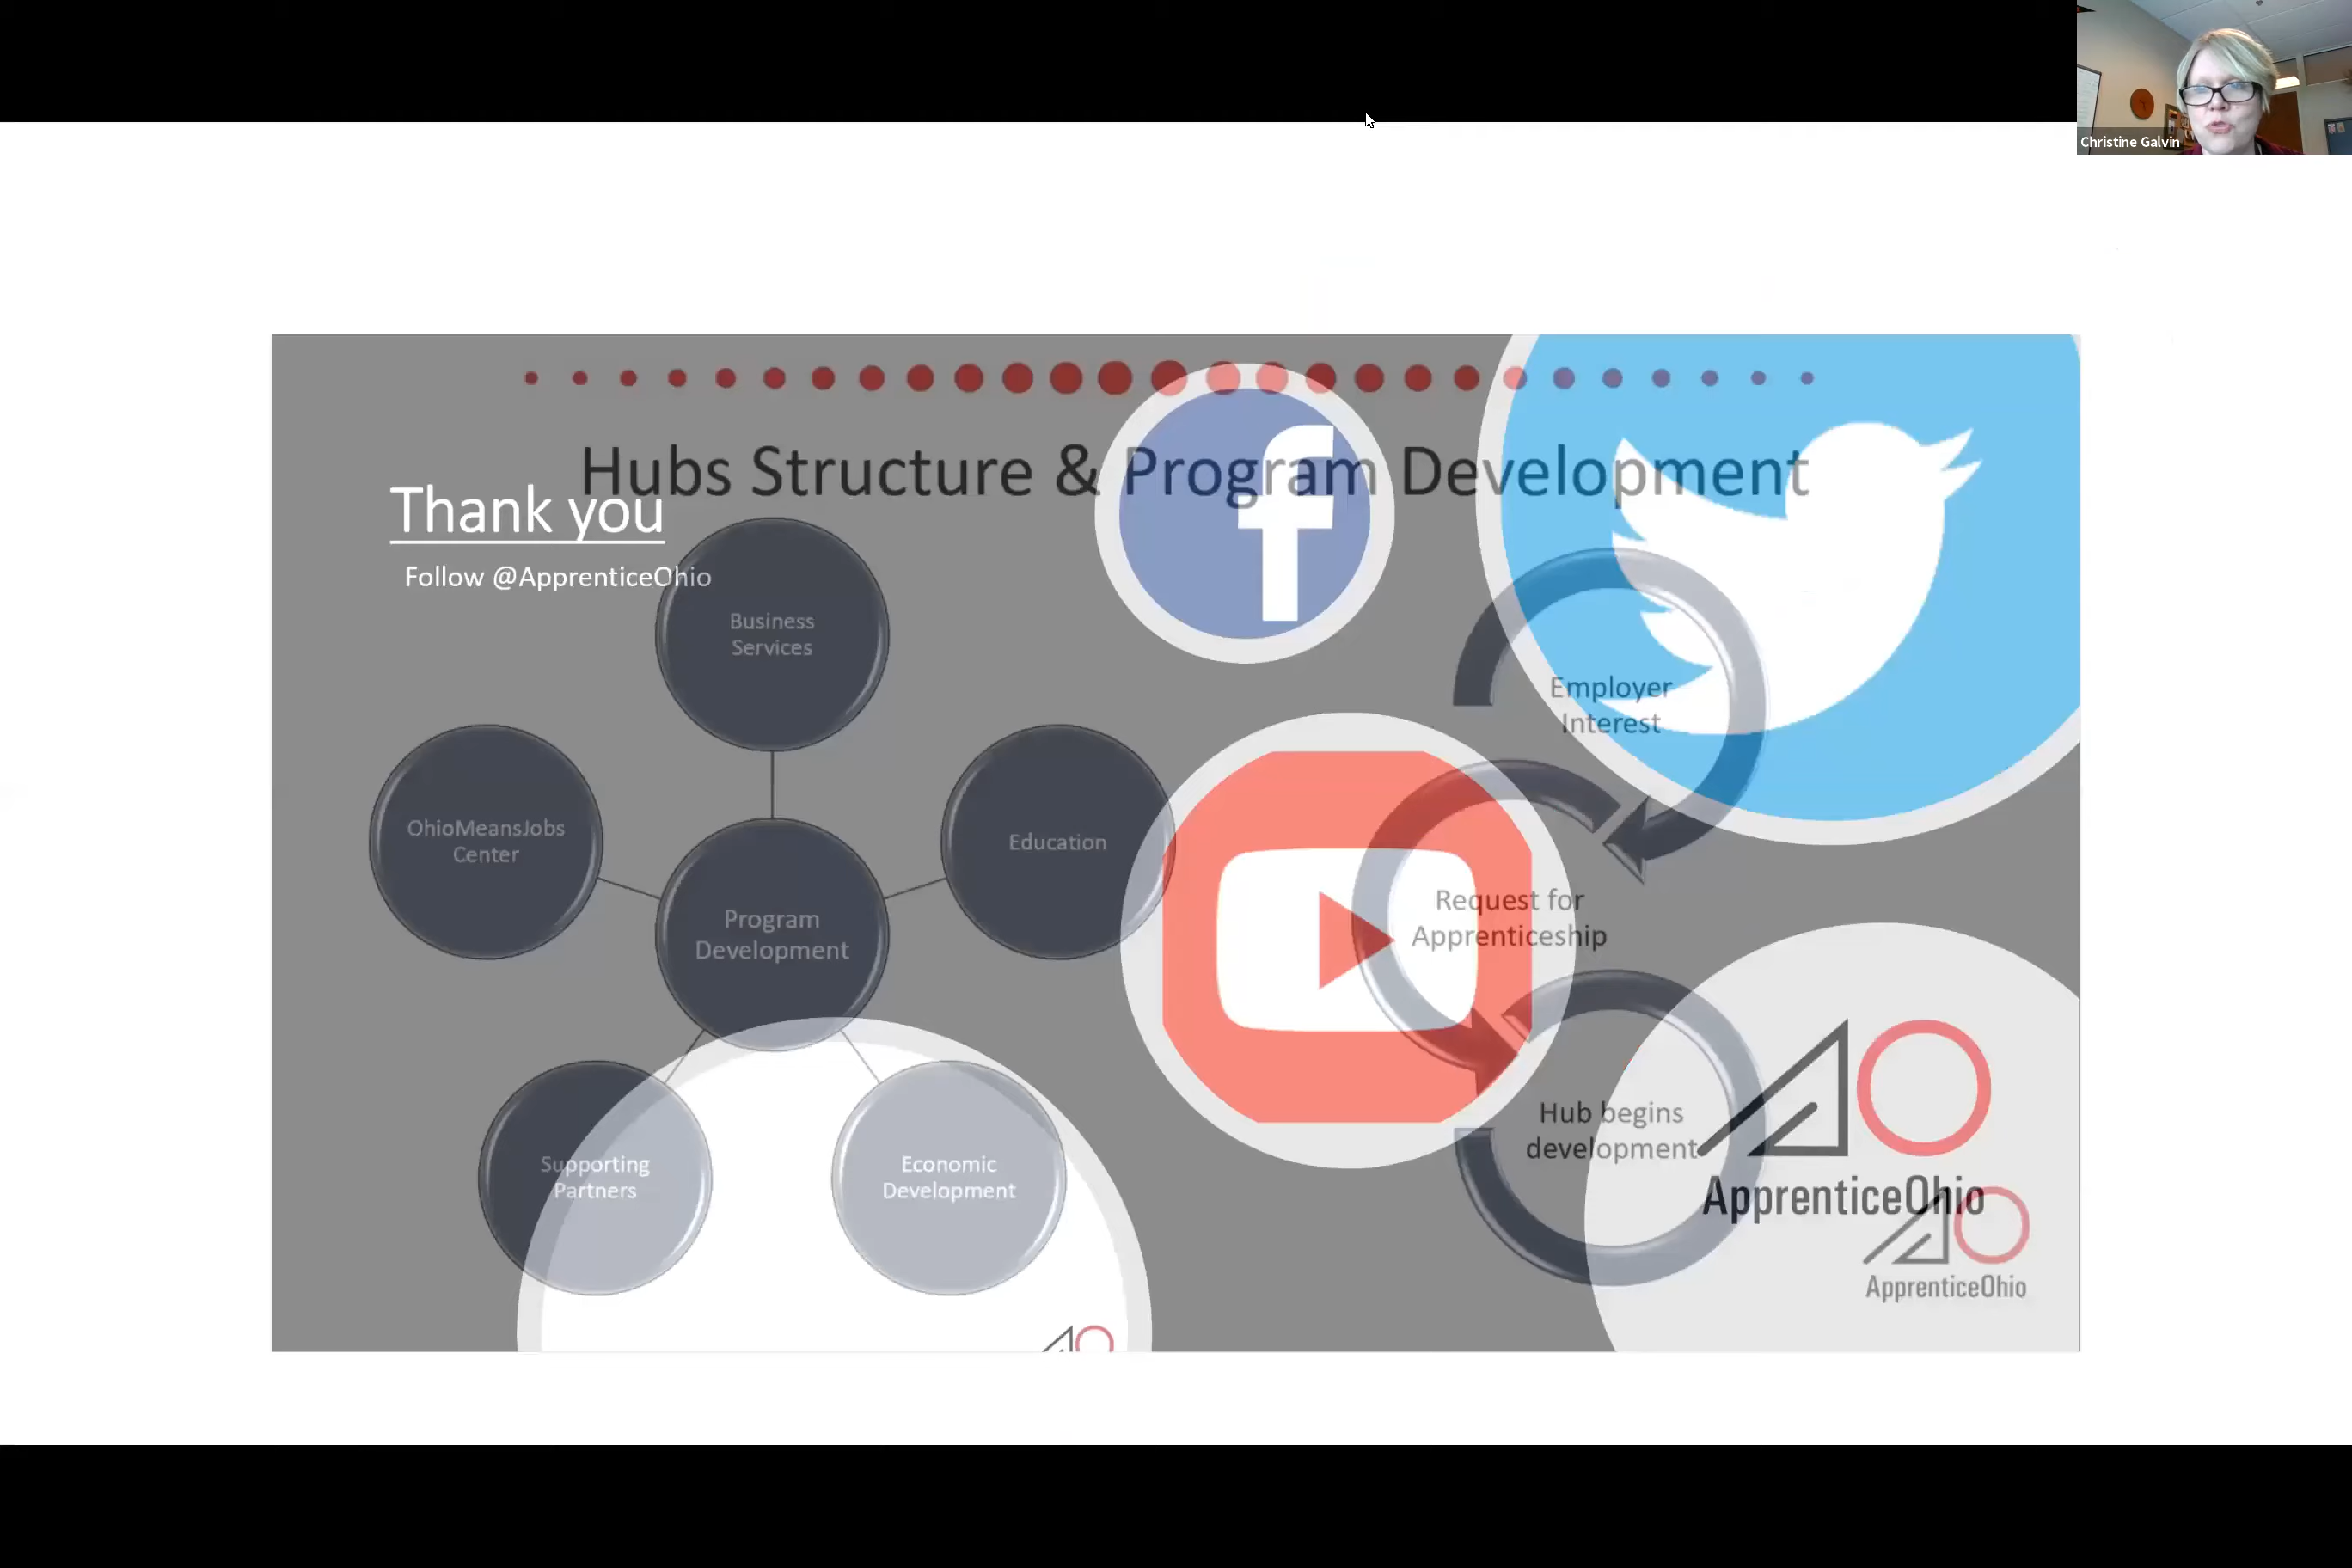 Christine Galvin
Hubs Structure & Program Development
Thank you
Follow @ApprenticeOhio
Business
Services
OhioMeansJobs
Center
Education
Program
Development
Supporting
Partners
Economic
Development
Employer
Interest
Request for
Apprenticeship
Hub begins
development
ApprenticeOhio
ApprenticeOhio